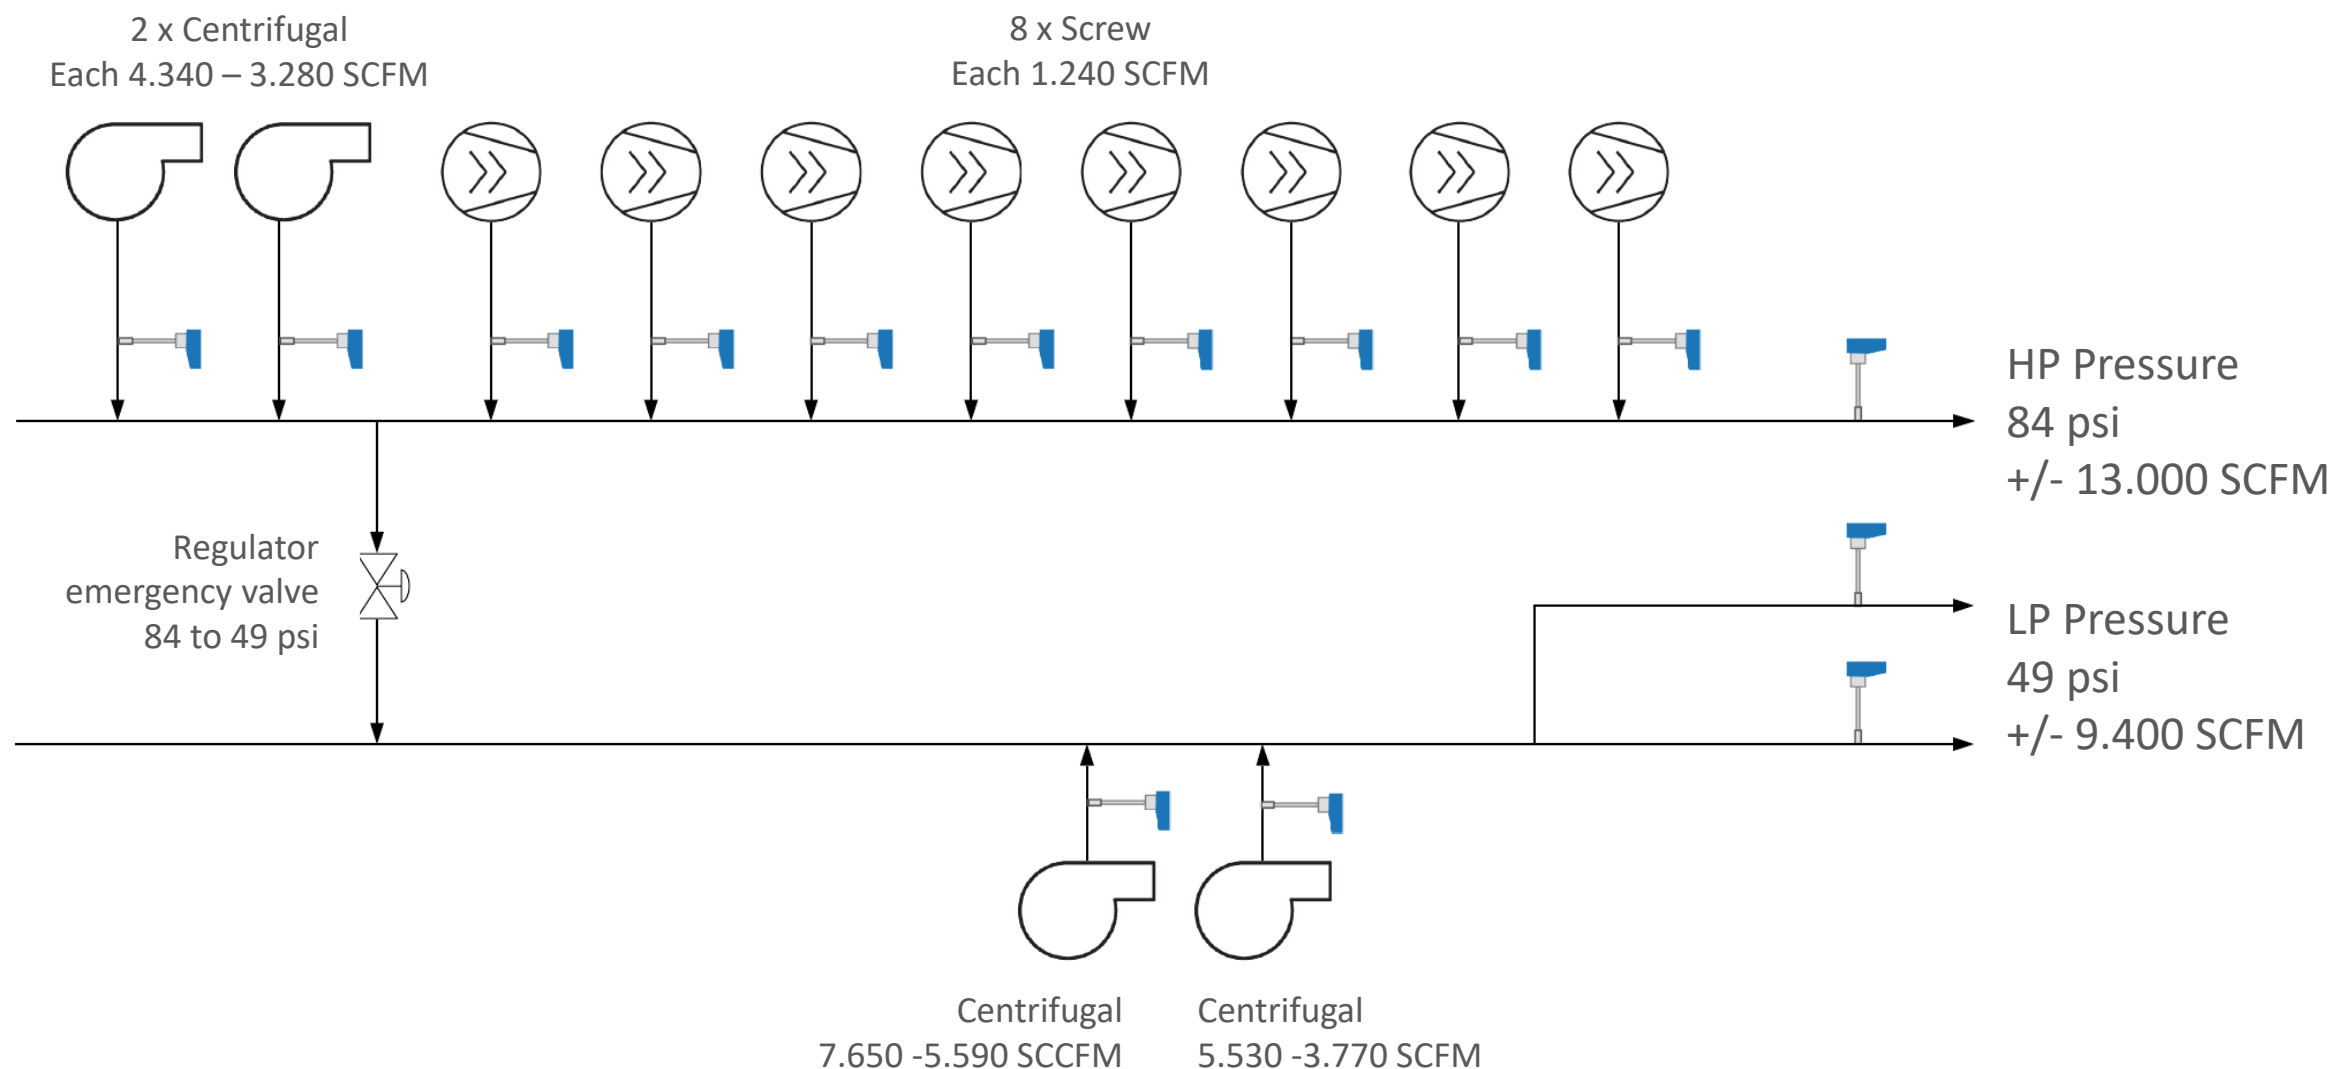 2 x Centrifugal
Each 4.340 – 3.280 SCFM
8 x Screw
Each 1.240 SCFM
HP Pressure
84 psi
+/- 13.000 SCFM
Regulator
emergency valve
84 to 49 psi
LP Pressure
49 psi
+/- 9.400 SCFM
Centrifugal
7.650 -5.590 SCCFM
Centrifugal
5.530 -3.770 SCFM